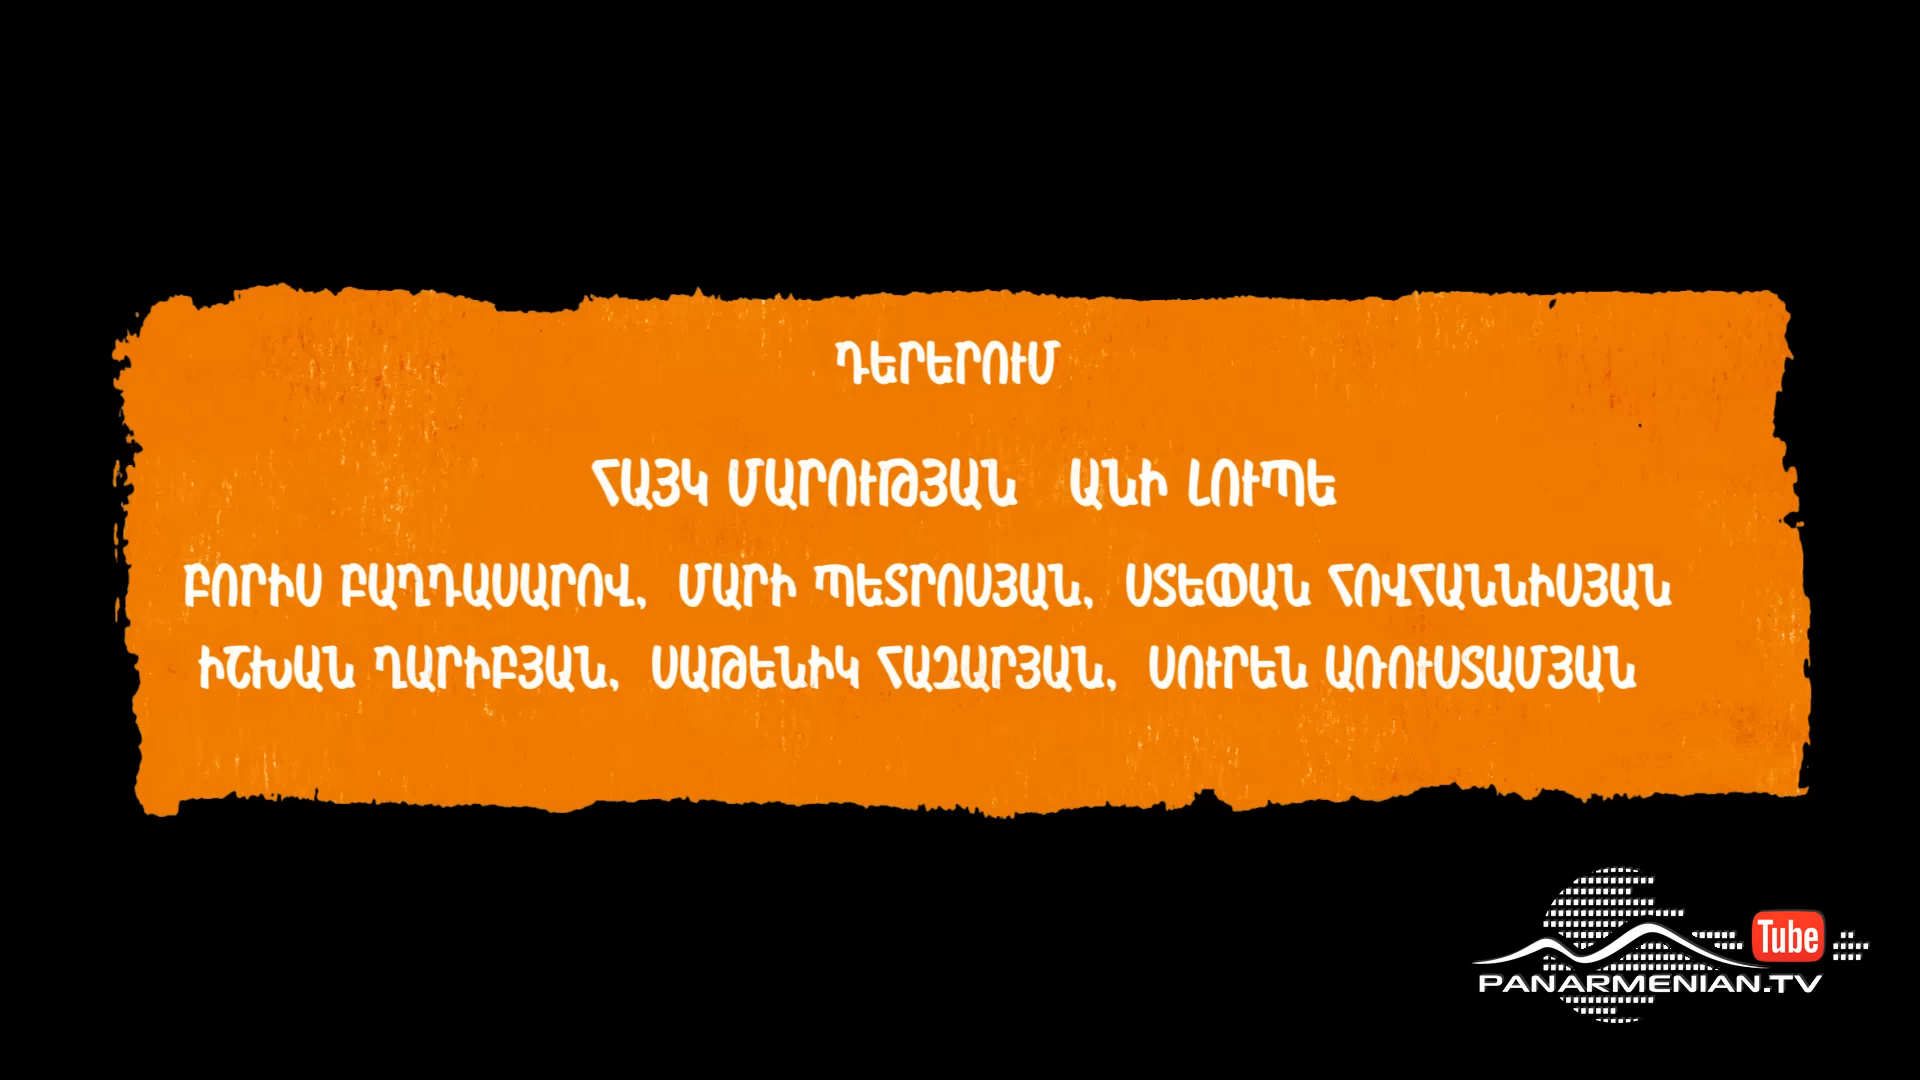 ԴԵՐԵՐՈՒՄ
ՀԱՅԿ ՄԱՐՈՒԹՅԱՆ ԱՆԻ ԼՈՒՊԵ
ԲՈՐԻՍ ԲԱՂԴԱՍԱՐՈՎ, ՄԱՐԻ ՊԵՏՐՈՍՅԱՆ, ՍՏԵՓԱՆ ՀՈՎՀԱՆՆԻՍՅԱՆ
ԻՇԽԱՆ ՂԱՐԻԲՅԱՆ, ՍԱԹԵՆԻԿ ՀԱԶԱՐՅԱՆ, ՍՈՒՐԵՆ ԱՌՈՒՍՏԱՄՅԱՆ
Tube
PANARMENIAN.TV